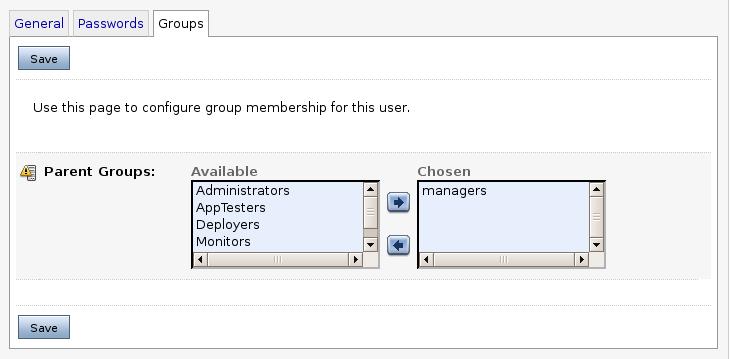 General Passwords Groups
Save
Use this page to configure group membership for this user.
Parent Groups:
Available
Administrators
AppTesters
Deployers
Monitors
Chosen
managers
Save